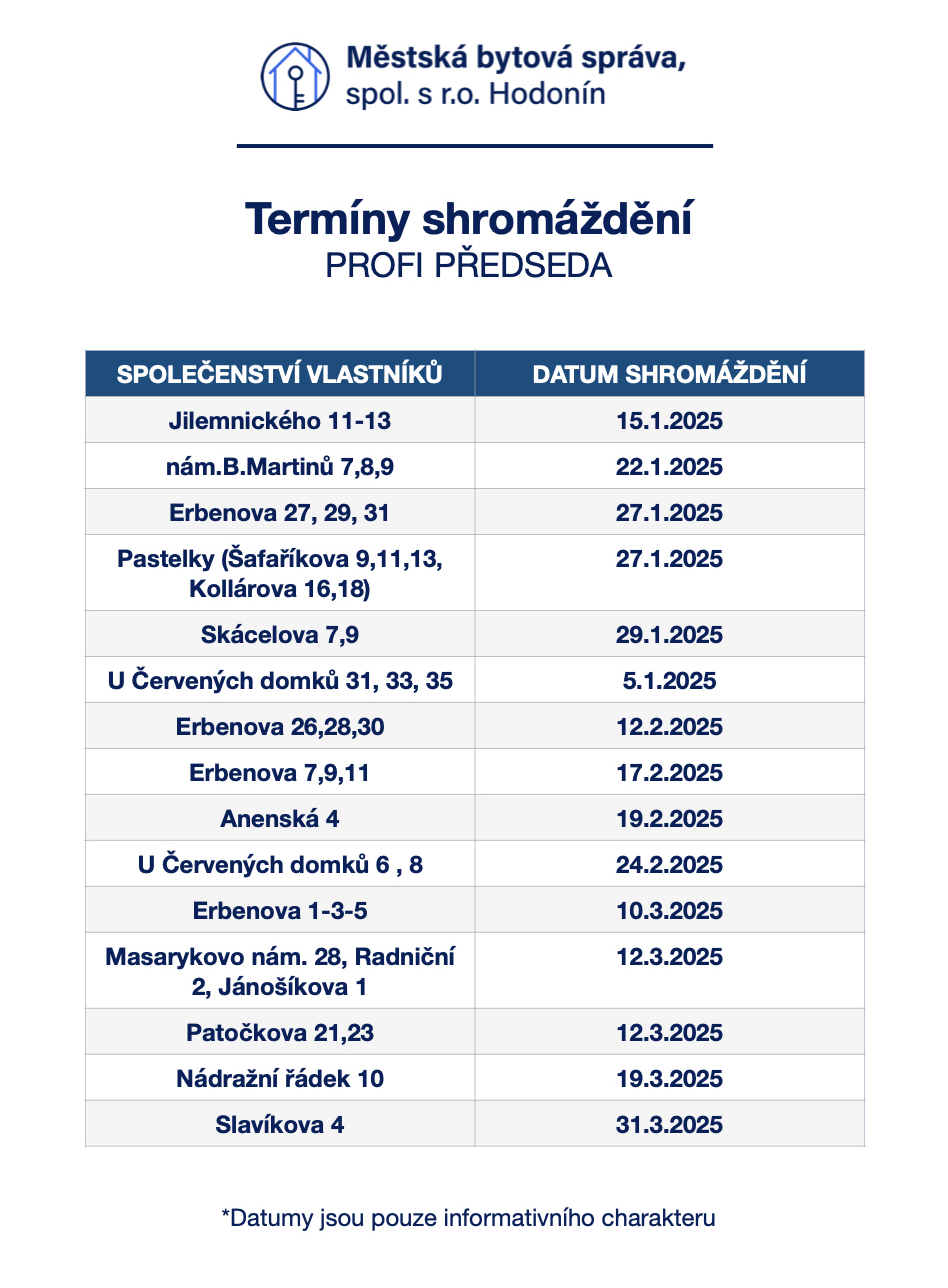 Městská bytová správa,
spol. s r.o. Hodonín
Termíny shromáždění
PROFI PŘEDSEDA
SPOLEČENSTVÍ VLASTNÍKŮ DATUM SHROMÁŽDĚNÍ
Jilemnického 11-13 15.1.2025
nám.B.Martinů 7,8,9 22.1.2025
Erbenova 27, 29, 31 27.1.2025
Pastelky (Šafaříkova 9,11,13, 27.1.2025
Kollárova 16,18)
Skácelova 7,9 29.1.2025
U Červených domků 31, 33, 35 5.1.2025
Erbenova 26,28,30 12.2.2025
Erbenova 7,9,11 17.2.2025
Anenská 4 19.2.2025
U Červených domků 6 , 8 24.2.2025
Erbenova 1-3-5 10.3.2025
Masarykovo nám. 28, Radniční 12.3.2025
2, Jánošíkova 1
Patočkova 21,23 12.3.2025
Nádražní řádek 10 19.3.2025
Slavíkova 4 31.3.2025
*Datumy jsou pouze informativního charakteru